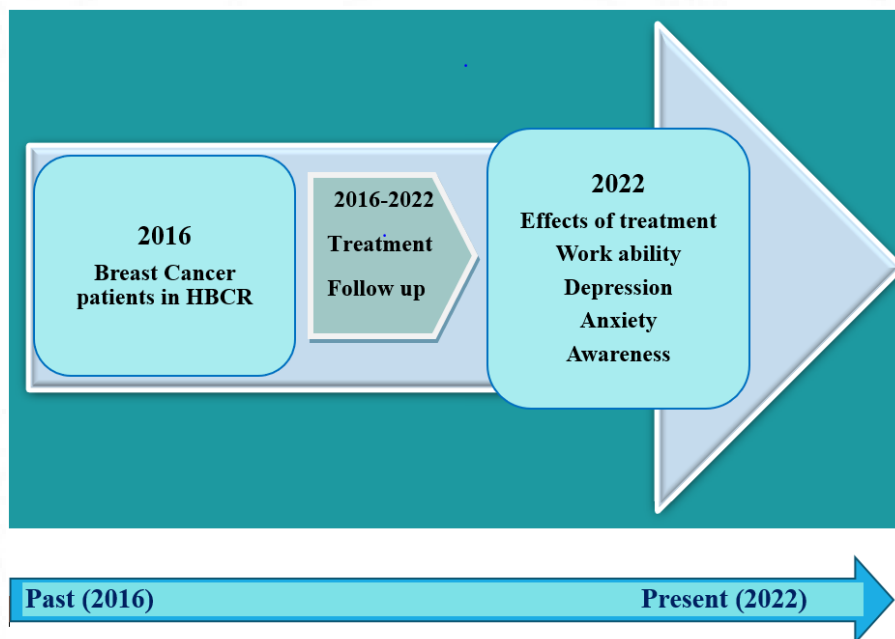 2016
Breast Cancer
patients in HBCR
2016-2022
Treatment
Follow up
2022
Effects of treatment
Work ability
Depression
Anxiety
Awareness
Past (2016)
Present (2022)